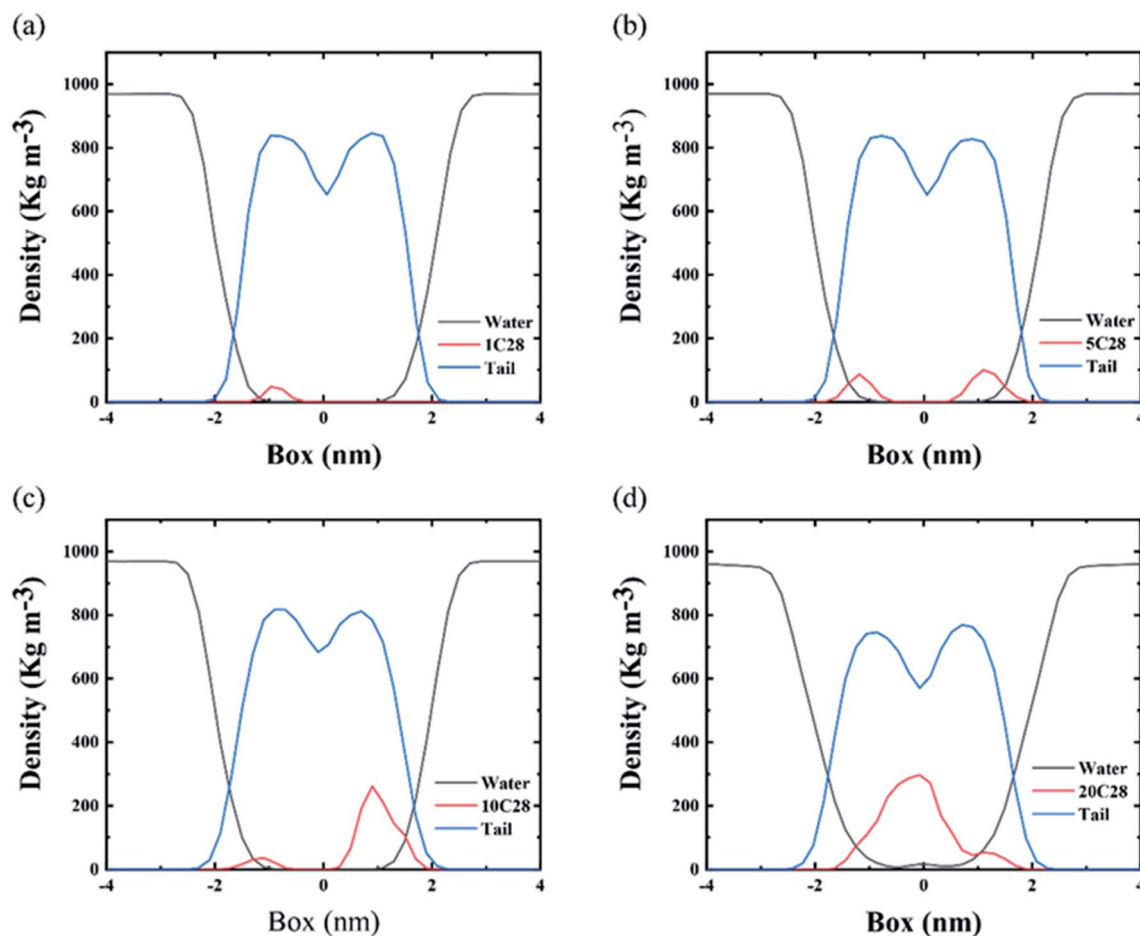 (a)
1000
800
600
400
200
0
Density (Kg m-3)
Water
1C28
Tail
-4 -2 0 2 4
Box (nm)
(b)
1000
800
600
400
200
0
Density (Kg m-3)
Water
5C28
Tail
-4 -2 0 2 4
Box (nm)
(c)
1000
800
600
400
200
0
Density (Kg m-3)
Water
10C28
Tail
-4 -2 0 2 4
Box (nm)
(d)
1000
800
600
400
200
0
Density (Kg m-3)
Water
20C28
Tail
-4 -2 0 2 4
Box (nm)